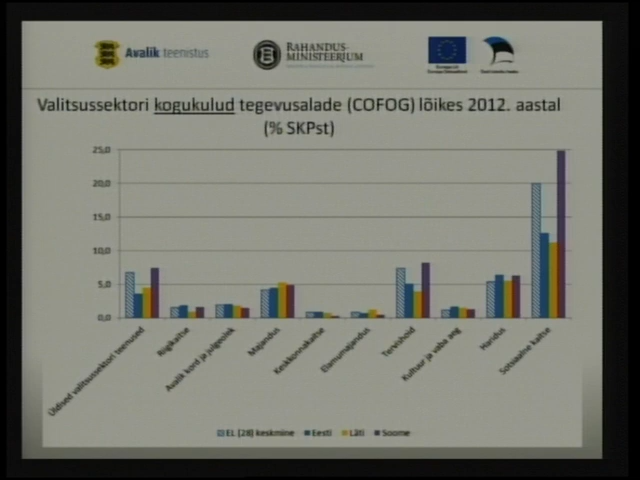 Avalik teenistus
RAHANDUS-
MINISTEERIUM
Valitsussektori kogukulud tegevusalade (COFOG) lõikes 2012. aastal
(% SKPst)
25,0
20,0
15,0
10,0
5,0
0,0
Üldised valitsussektori teenused
Riigikaitse
Avalik kord ja julgeolek
Majandus
Keskkonnakaitse
Elamumajandus
Tervishoid
Kultuur ja vaba aeg
Haridus
Sotsiaalne kaitse
EL (28) keskmine
Eesti
Läti
Soome